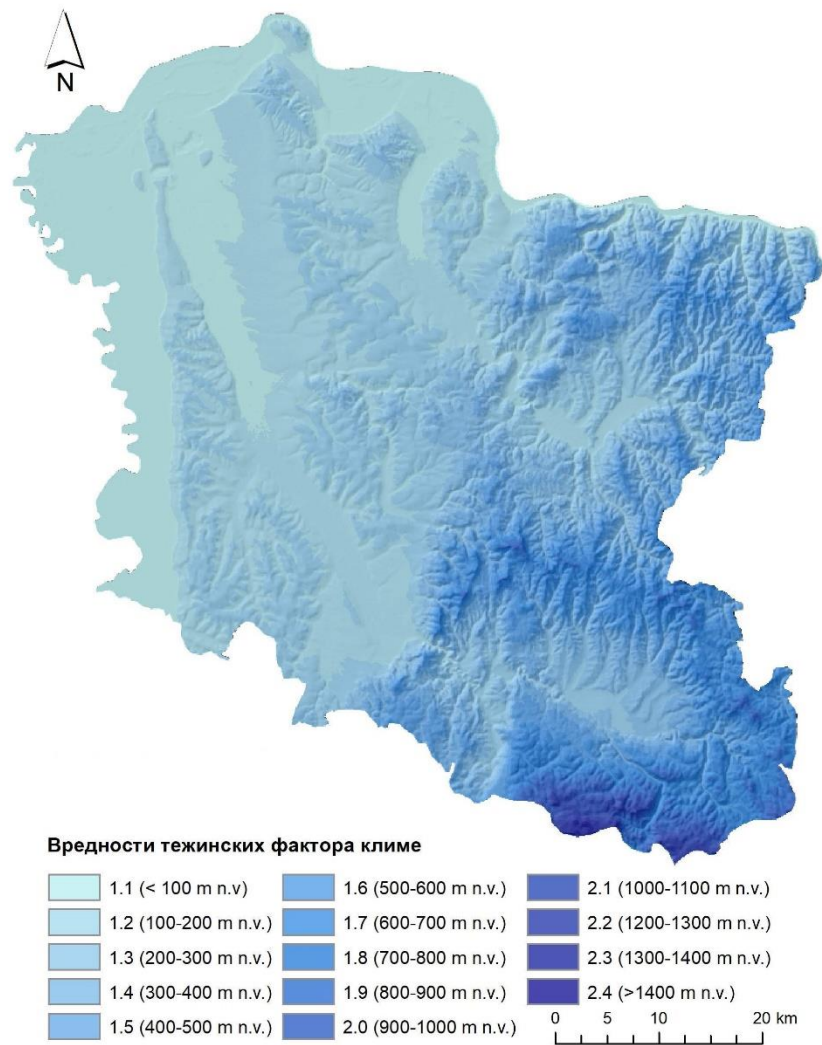 N
Вредности тежинских фактора климе
1.1 (< 100 m n.v)
1.2 (100-200 m n.v.)
1.3 (200-300 m n.v.)
1.4 (300-400 m n.v.)
1.5 (400-500 m n.v.)
1.6 (500-600 m n.v.)
1.7 (600-700 m n.v.)
1.8 (700-800 m n.v.)
1.9 (800-900 m n.v.)
2.0 (900-1000 m n.v.)
2.1 (1000-1100 m n.v.)
2.2 (1200-1300 m n.v.)
2.3 (1300-1400 m n.v.)
2.4 (>1400 m n.v.)
0 5 10 20 km